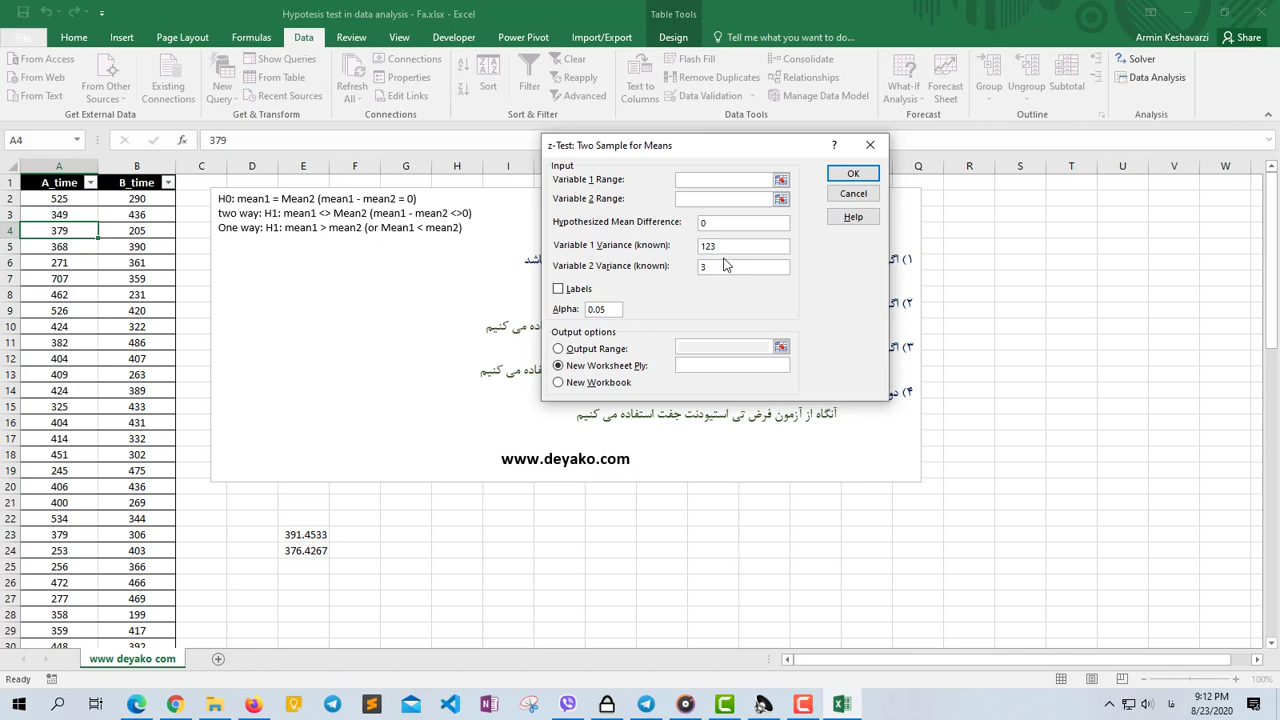 Hypotesis test in data analysis - Fa.xlsx - Excel
Table Tools
File
Home
Insert
Page Layout
Formulas
Data
Review
View
Developer
Power Pivot
Import/Export
Design
Tell me what you want to do...
Armin Keshavarzi
Share
From Access
From Web
From Text
From Other Sources
Existing Connections
Get External Data
New Query
Show Queries
From Table
Recent Sources
Get & Transform
Refresh All
Connections
Properties
Edit Links
Connections
Sort
Filter
Clear
Reapply
Advanced
Sort & Filter
Text to Columns
Flash Fill
Remove Duplicates
Data Validation
Consolidate
Relationships
Manage Data Model
Data Tools
What-If Analysis
Forecast Sheet
Forecast
Group
Ungroup
Subtotal
Outline
Solver
Data Analysis
Analysis
A4
fx
379
A B C D E F G H I Q R S T U V W
1 A_time B_time
2 525 290
3 349 436
4 379 205
5 368 390
6 271 361
7 707 359
8 462 231
9 526 420
10 424 322
11 382 486
12 404 407
13 409 263
14 424 389
15 325 433
16 404 431
17 414 332
18 451 302
19 245 475
20 406 436
21 400 269
22 534 344
23 379 306 391.4533
24 253 403 376.4267
25 256 366
26 472 466
27 277 469
28 358 199
29 359 417
30 448 392
H0: mean1 = Mean2 (mean1 - mean2 = 0)
two way: H1: mean1 <> Mean2 (mean1 - mean2 <>0)
One way: H1: mean1 > mean2 (or Mean1 < mean2)
۱) اگ
اشد
۲) اگ
ده می کنیم
۳) اگ
ده می کنیم
۴) دو
آنگاه از آزمون فرض تی استیودنت جفت استفاده می کنیم
www.deyako.com
z-Test: Two Sample for Means
?
Input
Variable 1 Range:
Variable 2 Range:
Hypothesized Mean Difference: 0
Variable 1 Variance (known): 123
Variable 2 Variance (known): 3
Labels
Alpha: 0.05
Output options
Output Range:
New Worksheet Ply:
New Workbook
OK
Cancel
Help
www deyako com
Ready
100%
9:12 PM
8/23/2020
فا